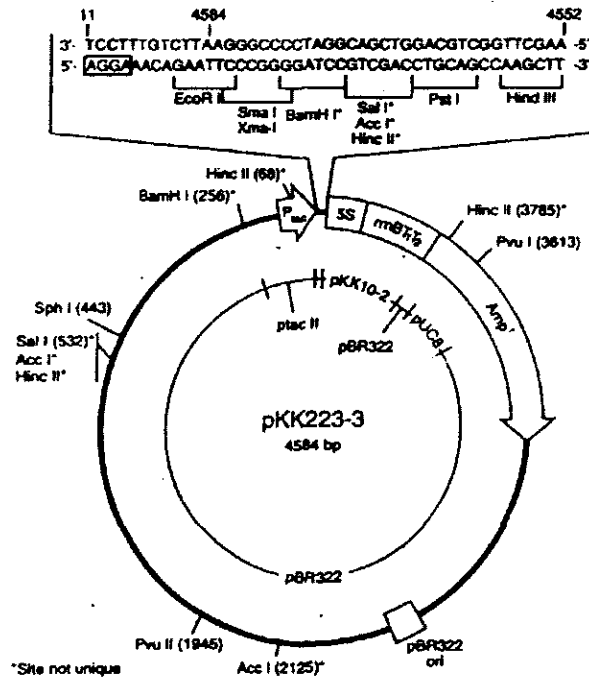 11 4584 4552
3'- TCCTTTGTCTTAAGGGCCCCTAGGCAGCTGGACGTCGGTTCGAA -5'
5'- AGGAAACAGAATTCCCGGGGATCCGTCGACCTGCAGCCAAGCTT -3'
EcoR I
Sma I
Xma-I
BamH I*
Sal I*
Acc I*
Hinc II*
Pst I
Hind III
Hinc II (68)*
BamH I (256)*
Ptac
5S
rrnBT1T2
Hinc II (3785)*
Pvu I (3613)
Amp r
Sph I (443)
Sal I (532)*
Acc I*
Hinc II*
ptac II
pKK10-2
pBR322
pUC8
pKK223-3
4584 bp
pBR322
Pvu II (1945)
Acc I (2125)*
pBR322
ori
*Site not unique